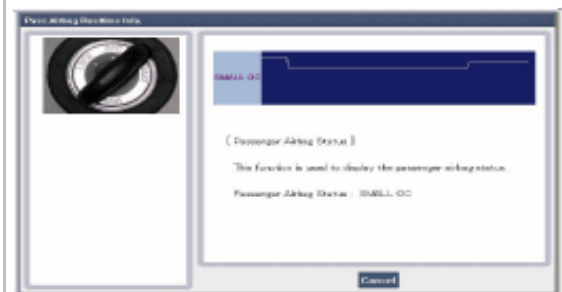 Pass.Airbag Realtime Info.
SMALL OC
[ Passenger Airbag Status ]
This function is used to display the passenger airbag status.
Passenger Airbag Status : SMALL OC
Cancel